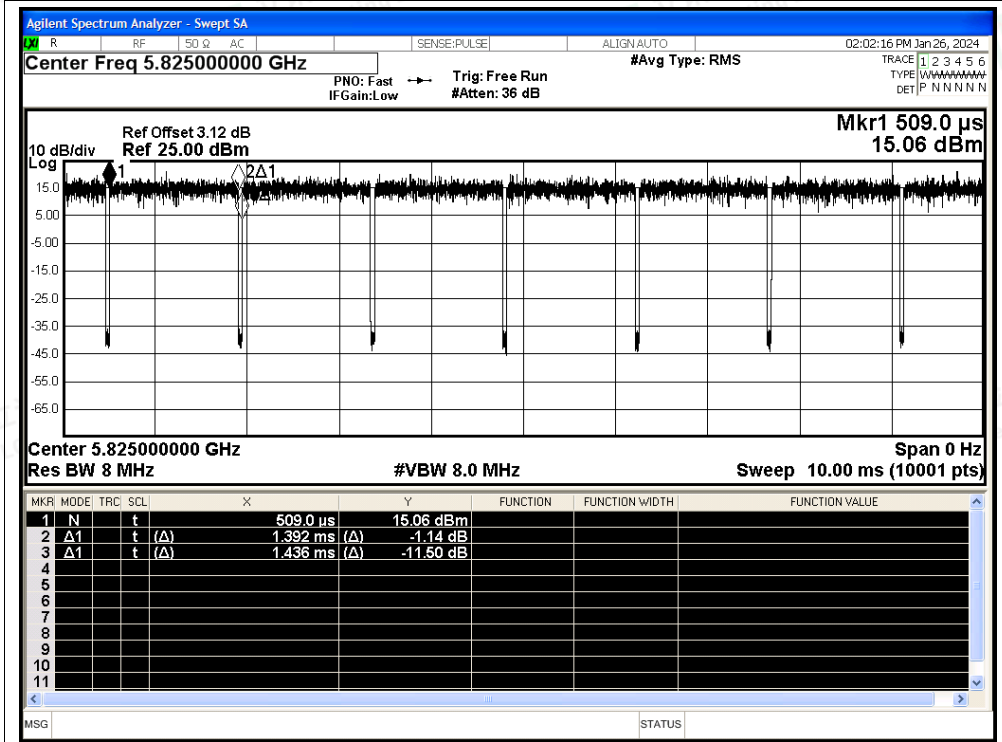 Agilent Spectrum Analyzer - Swept SA
LXI R RF 50 Ω AC SENSE:PULSE ALIGN AUTO 02:02:16 PM Jan 26, 2024
Center Freq 5.825000000 GHz #Avg Type: RMS TRACE 1 2 3 4 5 6
PNO: Fast Trig: Free Run TYPE
IFGain:Low #Atten: 36 dB DET P N N N N N
Mkr1 509.0 µs
Ref Offset 3.12 dB
10 dB/div Ref 25.00 dBm 15.06 dBm
Log
1 2Δ1
15.0
5.00
-5.00
-15.0
-25.0
-35.0
-45.0
-55.0
-65.0
Center 5.825000000 GHz Span 0 Hz
Res BW 8 MHz #VBW 8.0 MHz Sweep 10.00 ms (10001 pts)
MKR MODE TRC SCL X Y FUNCTION FUNCTION WIDTH FUNCTION VALUE
1 N t 509.0 µs 15.06 dBm
2 Δ1 t (Δ) 1.392 ms (Δ) -1.14 dB
3 Δ1 t (Δ) 1.436 ms (Δ) -11.50 dB
4
5
6
7
8
9
10
11
MSG STATUS